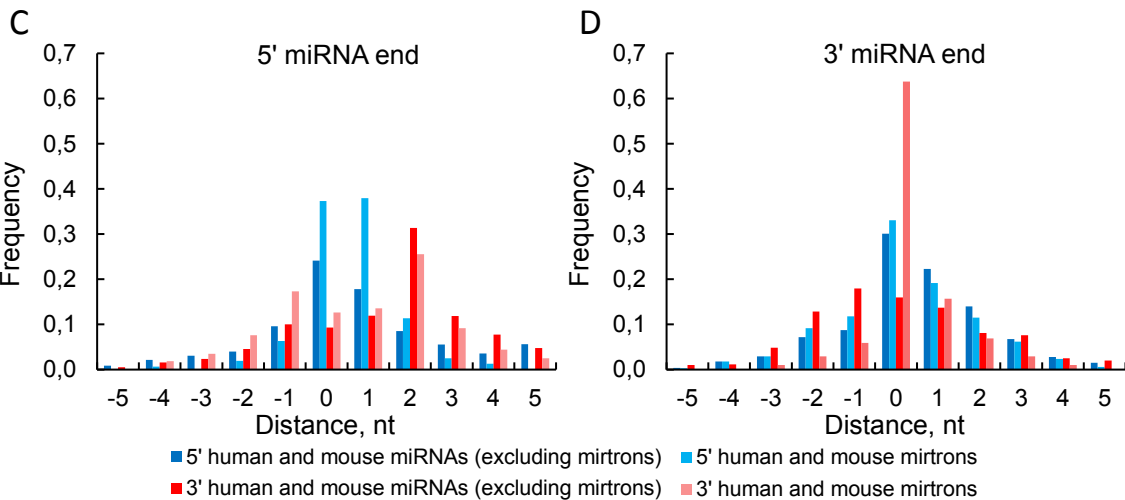 C
5' miRNA end
0,7
0,6
0,5
0,4
0,3
0,2
0,1
0,0
Frequency
-5 -4 -3 -2 -1 0 1 2 3 4 5
Distance, nt
D
3' miRNA end
0,7
0,6
0,5
0,4
0,3
0,2
0,1
0,0
Frequency
-5 -4 -3 -2 -1 0 1 2 3 4 5
Distance, nt
5' human and mouse miRNAs (excluding mirtrons)
5' human and mouse mirtrons
3' human and mouse miRNAs (excluding mirtrons)
3' human and mouse mirtrons